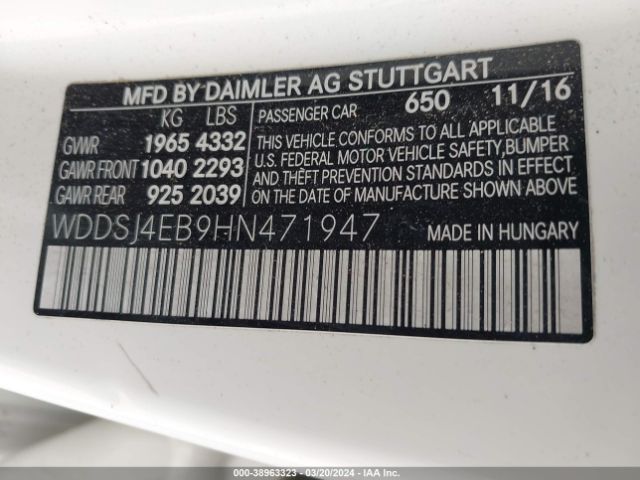 MFD BY DAIMLER AG STUTTGART
KG LBS
GVWR 1965 4332
GAWR FRONT 1040 2293
GAWR REAR 925 2039
PASSENGER CAR 650 11/16
THIS VEHICLE CONFORMS TO ALL APPLICABLE
U.S. FEDERAL MOTOR VEHICLE SAFETY, BUMPER
AND THEFT PREVENTION STANDARDS IN EFFECT
ON THE DATE OF MANUFACTURE SHOWN ABOVE.
WDDSJ4EB9HN471947 MADE IN HUNGARY
000-38963323 - 03/20/2024 - IAA, Inc.